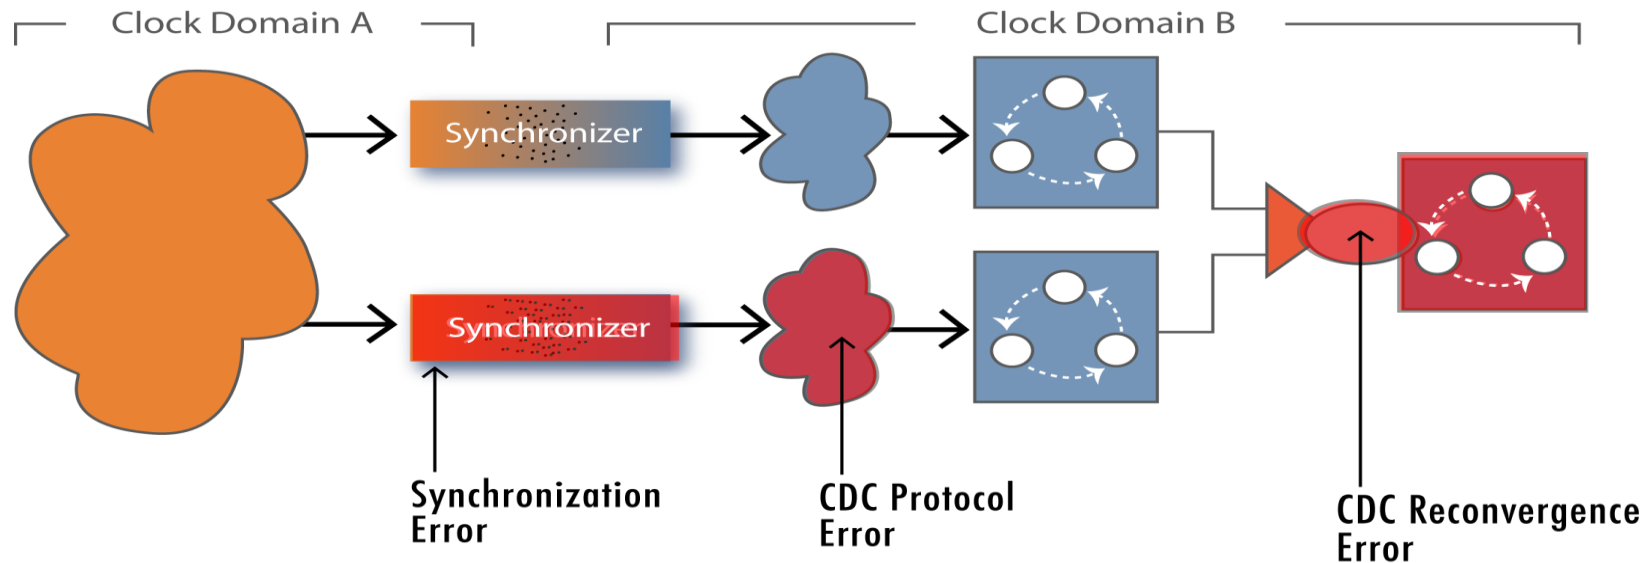 Clock Domain A
Clock Domain B
Synchronizer
Synchronizer
Synchronization
Error
CDC Protocol
Error
CDC Reconvergence
Error